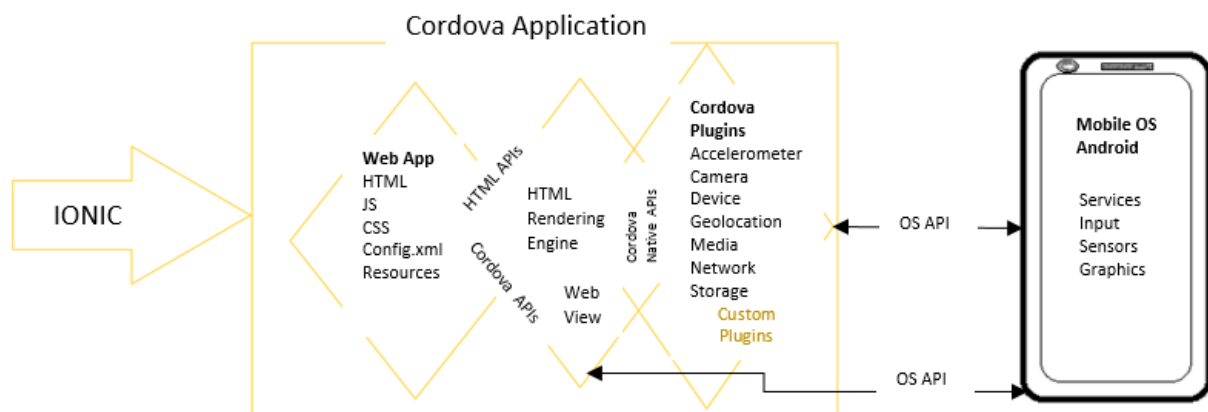 Cordova Application
IONIC
Web App
HTML
JS
CSS
Config.xml
Resources
HTML APIs
Cordova APIs
HTML
Rendering
Engine
Web
View
Cordova
Native APIs
Cordova
Plugins
Accelerometer
Camera
Device
Geolocation
Media
Network
Storage
Custom
Plugins
OS API
OS API
Mobile OS
Android
Services
Input
Sensors
Graphics